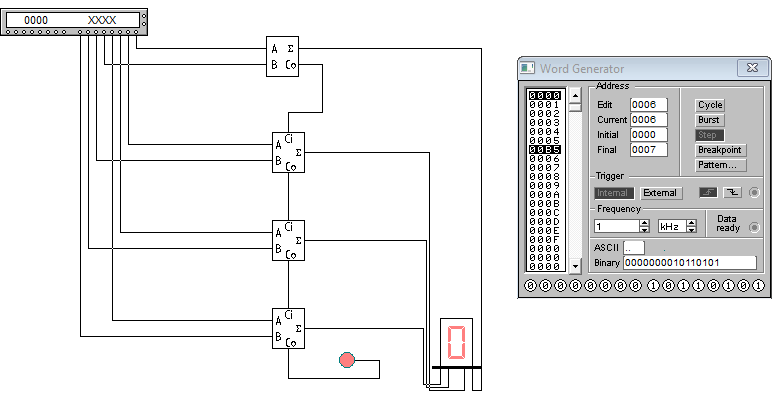 0000 XXXX
A Σ
B Co
Ci
A Σ
B
Co
Ci
A Σ
B
Co
Ci
A Σ
B
Co
0
Word Generator
Address
0000
0001
0002
0003
0004
00B5
0006
0007
0008
0009
000A
000B
000C
000D
000E
000F
0000
0000
0000
Edit 0006
Current 0006
Initial 0000
Final 0007
Cycle
Burst
Step
Breakpoint
Pattern...
Trigger
Internal External
Frequency
1 kHz
Data
ready
ASCII ..
Binary 0000000010110101
0 0 0 0 0 0 0 0 1 0 1 1 0 1 0 1